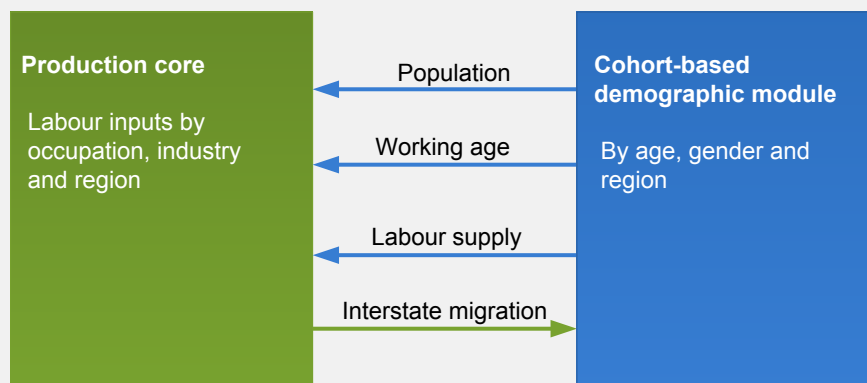 Production core
Labour inputs by
occupation, industry
and region
Population
Working age
Labour supply
Interstate migration
Cohort-based
demographic module
By age, gender and
region